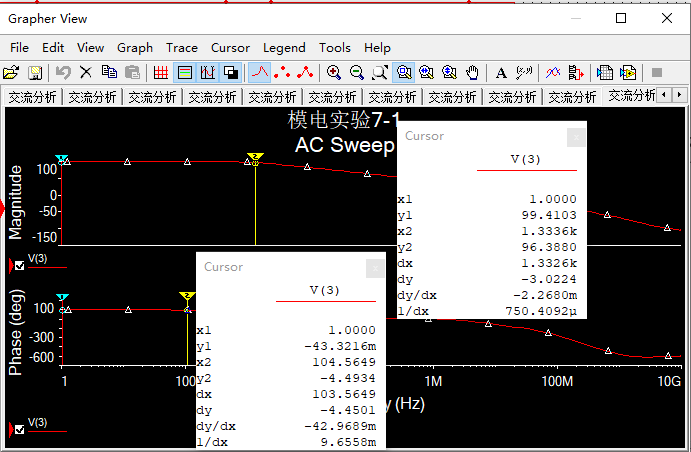 Grapher View
File Edit View Graph Trace Cursor Legend Tools Help
交流分析 交流分析 交流分析 交流分析 交流分析 交流分析 交流分析 交流分析 交流分析 交流分析 交流分析
模电实验7-1
AC Sweep
Magnitude
100
0
-50
-150
V(3)
Cursor
V(3)
x1 1.0000
y1 99.4103
x2 1.3336k
y2 96.3880
dx 1.3326k
dy -3.0224
dy/dx -2.2680m
1/dx 750.4092µ
Phase (deg)
100
-300
-600
1 100 1M 100M 10G
(Hz)
V(3)
Cursor
V(3)
x1 1.0000
y1 -43.3216m
x2 104.5649
y2 -4.4934
dx 103.5649
dy -4.4501
dy/dx -42.9689m
1/dx 9.6558m